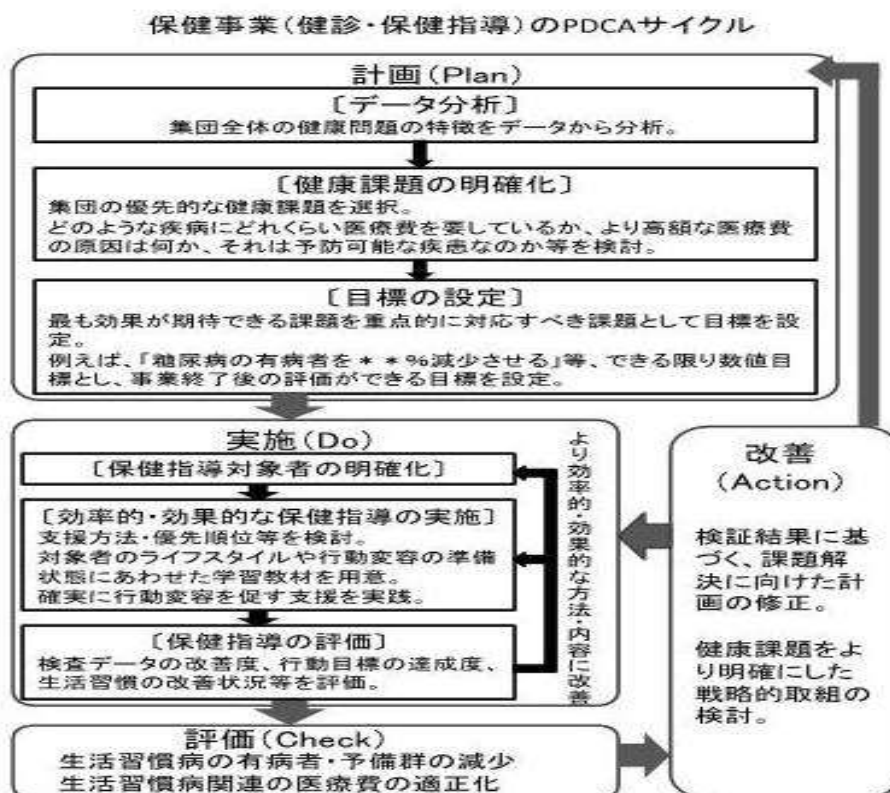 保健事業(健診・保健指導)のPDCAサイクル
計画(Plan)
［データ分析］
集団全体の健康問題の特徴をデータから分析。
［健康課題の明確化］
集団の優先的な健康課題を選択。
どのような疾病にどれくらい医療費を要しているか、より高額な医療費
の原因は何か、それは予防可能な疾患なのか等を検討。
［目標の設定］
最も効果が期待できる課題を重点的に対応すべき課題として目標を設
定。
例えば、「糖尿病の有病者を＊＊％減少させる」等、できる限り数値目
標とし、事業終了後の評価ができる目標を設定。
実施(Do)
［保健指導対象者の明確化］
［効率的・効果的な保健指導の実施］
支援方法・優先順位等を検討。
対象者のライフスタイルや行動変容の準備
状態にあわせた学習教材を用意。
確実に行動変容を促す支援を実践。
［保健指導の評価］
検査データの改善度、行動目標の達成度、
生活習慣の改善状況等を評価。
より効率的・効果的な方法・内容に改善
評価(Check)
生活習慣病の有病者・予備群の減少
生活習慣病関連の医療費の適正化
改善
(Action)
検証結果に基
づく、課題解
決に向けた計
画の修正。
健康課題をよ
り明確にした
戦略的取組の
検討。